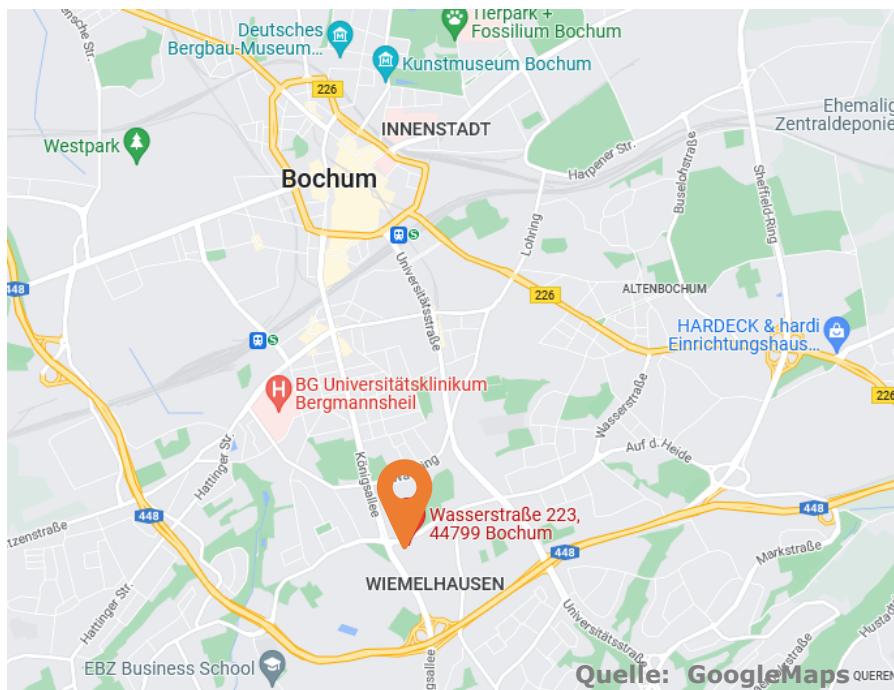 Tierpark +
Fossilium Bochum
Deutsches
Bergbau-Museum...
Kunstmuseum Bochum
226
INNENSTADT
Ehemalig
Zentraldeponie
Westpark
Harpener Str.
Buselohstraße
Sheffield-Ring
Bochum
Lohring
Universitätsstraße
448
226
ALTENBOCHUM
HARDECK & hardi
Einrichtungshaus...
BG Universitätsklinikum
Bergmannsheil
226
Wasserstraße
Hattinger Str.
Königsallee
Auf d. Heide
448
Wasserstraße 223,
44799 Bochum
448
448
Markstraße
WIEMELHAUSEN
Hattinger Str.
Universitätsstraße
EBZ Business School
Quelle: GoogleMaps